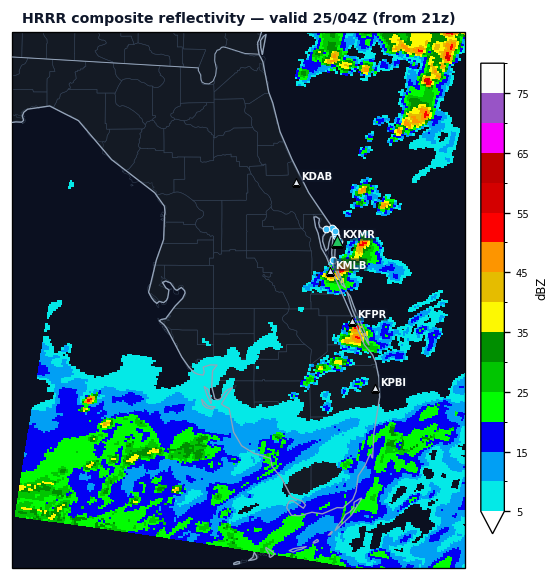 HRRR composite reflectivity — valid 25/04Z (from 21z)
KDAB
KXMR
KMLB
KFPR
KPBI
75
65
55
45
35
25
15
5
dBZ